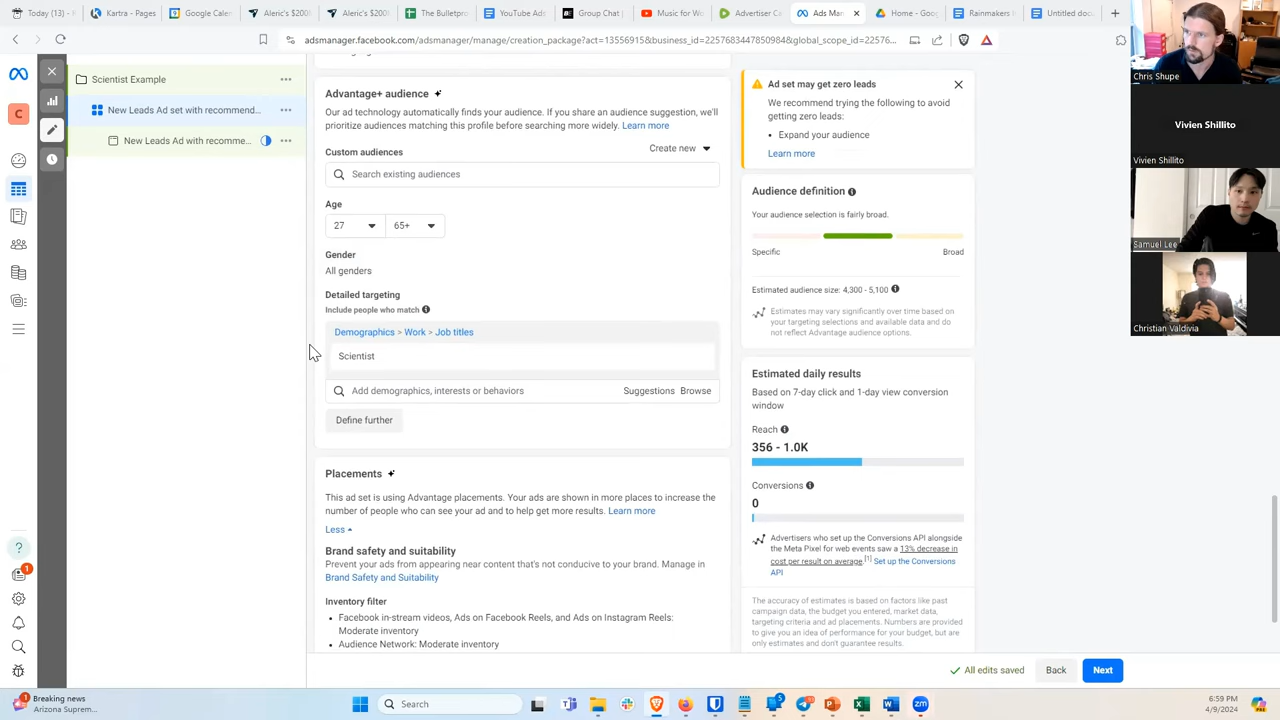 Kartra - Pages
Google Calen
Aleric's $200
Aleric's $200
The Bulletpro
YouTube Ads
Group Chat
Music for Wo
Advertise Ce
Ads Man
Home - Goog
Rainmakers I
Untitled docu
adsmanager.facebook.com/adsmanager/manage/creation_package?act=13556915&business_id=2257683447850984&global_scope_id=22576...
Scientist Example
New Leads Ad set with recommend...
New Leads Ad with recomme...
C
Advantage+ audience
Our ad technology automatically finds your audience. If you share an audience suggestion, we'll
prioritize audiences matching this profile before searching more widely. Learn more
Custom audiences
Create new
Search existing audiences
Age
27
65+
Gender
All genders
Detailed targeting
Include people who match
Demographics > Work > Job titles
Scientist
Add demographics, interests or behaviors
Suggestions Browse
Define further
Placements
This ad set is using Advantage placements. Your ads are shown in more places to increase the
number of people who can see your ad and to help get more results. Learn more
Less
Brand safety and suitability
Prevent your ads from appearing near content that's not conducive to your brand. Manage in
Brand Safety and Suitability
Inventory filter
• Facebook in-stream videos, Ads on Facebook Reels, and Ads on Instagram Reels:
Moderate inventory
• Audience Network: Moderate inventory
Ad set may get zero leads
We recommend trying the following to avoid
getting zero leads:
• Expand your audience
Learn more
Audience definition
Your audience selection is fairly broad.
Specific
Broad
Estimated audience size: 4,300 - 5,100
Estimates may vary significantly over time based on
your targeting selections and available data and do
not reflect Advantage audience options.
Estimated daily results
Based on 7-day click and 1-day view conversion
window
Reach
356 - 1.0K
Conversions
0
Advertisers who set up the Conversions API alongside
the Meta Pixel for web events saw a 13% decrease in
cost per result on average.[1] Set up the Conversions
API
The accuracy of estimates is based on factors like past
campaign data, the budget you entered, market data,
targeting criteria and ad placements. Numbers are provided
to give you an idea of performance for your budget, but are
only estimates and don't guarantee results.
All edits saved
Back
Next
Chris Shupe
Vivien Shillito
Vivien Shillito
Samuel Lee
Christian Valdivia
1
1
Breaking news
Arizona Suprem...
Search
5
zm
6:59 PM
4/9/2024